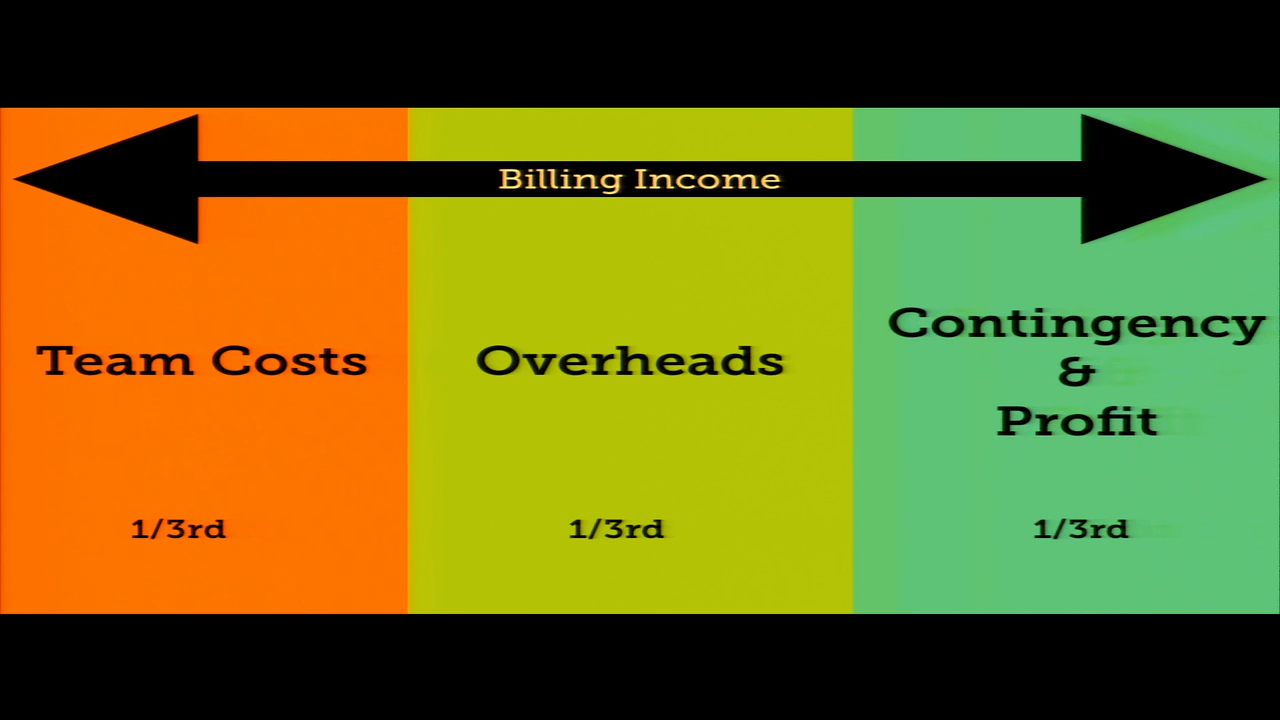 Billing Income
Team Costs
Overheads
Contingency
&
Profit
1/3rd
1/3rd
1/3rd